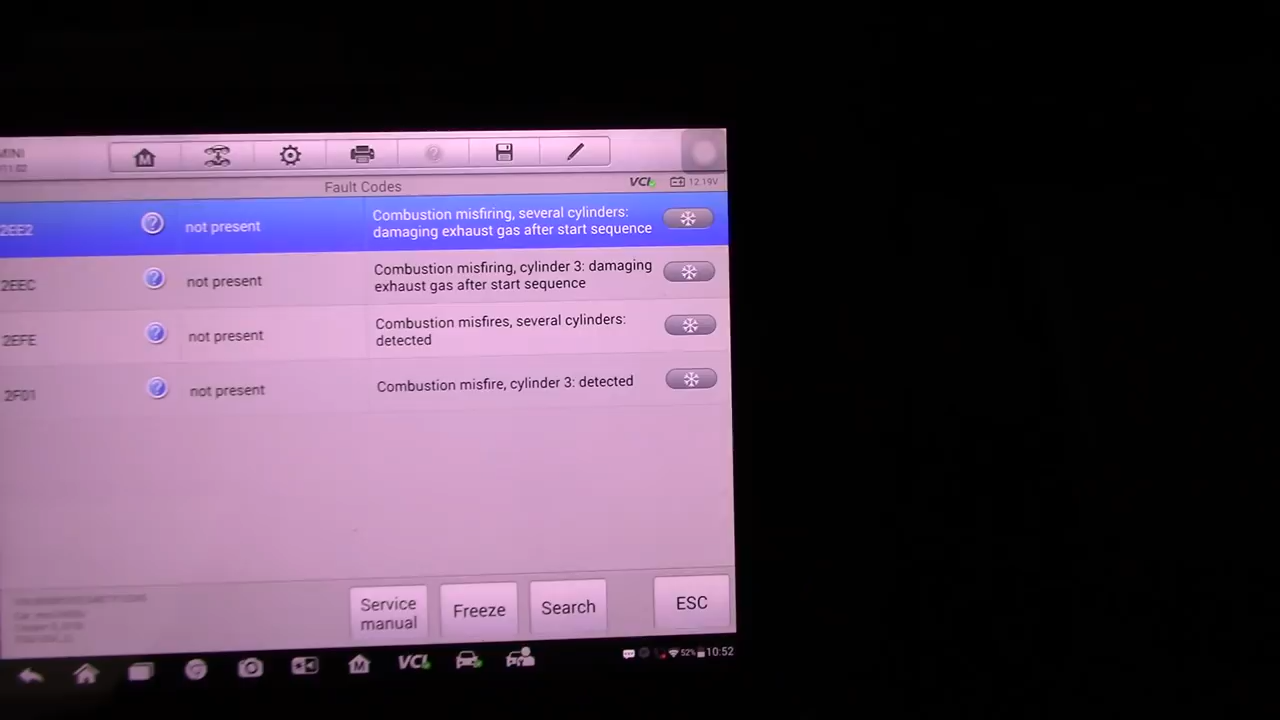 MINI
Fault Codes
VCI
12.19V
2EE2
not present
Combustion misfiring, several cylinders:
damaging exhaust gas after start sequence
2EEC
not present
Combustion misfiring, cylinder 3: damaging
exhaust gas after start sequence
2EFE
not present
Combustion misfires, several cylinders:
detected
2F01
not present
Combustion misfire, cylinder 3: detected
Service
manual
Freeze
Search
ESC
VCI
52%
10:52